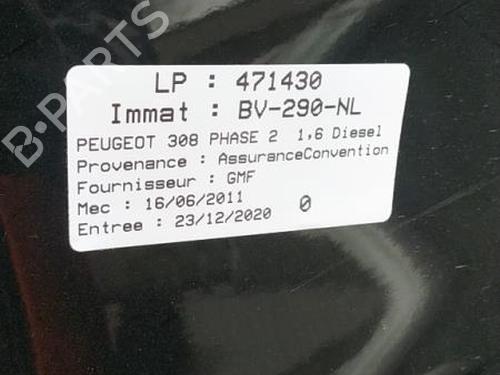 B-PARTS
LP : 471430
Immat : BV-290-NL
PEUGEOT 308 PHASE 2 1,6 Diesel
Provenance : AssuranceConvention
Fournisseur : GMF
Mec : 16/06/2011
Entree : 23/12/2020 0
B-PARTS